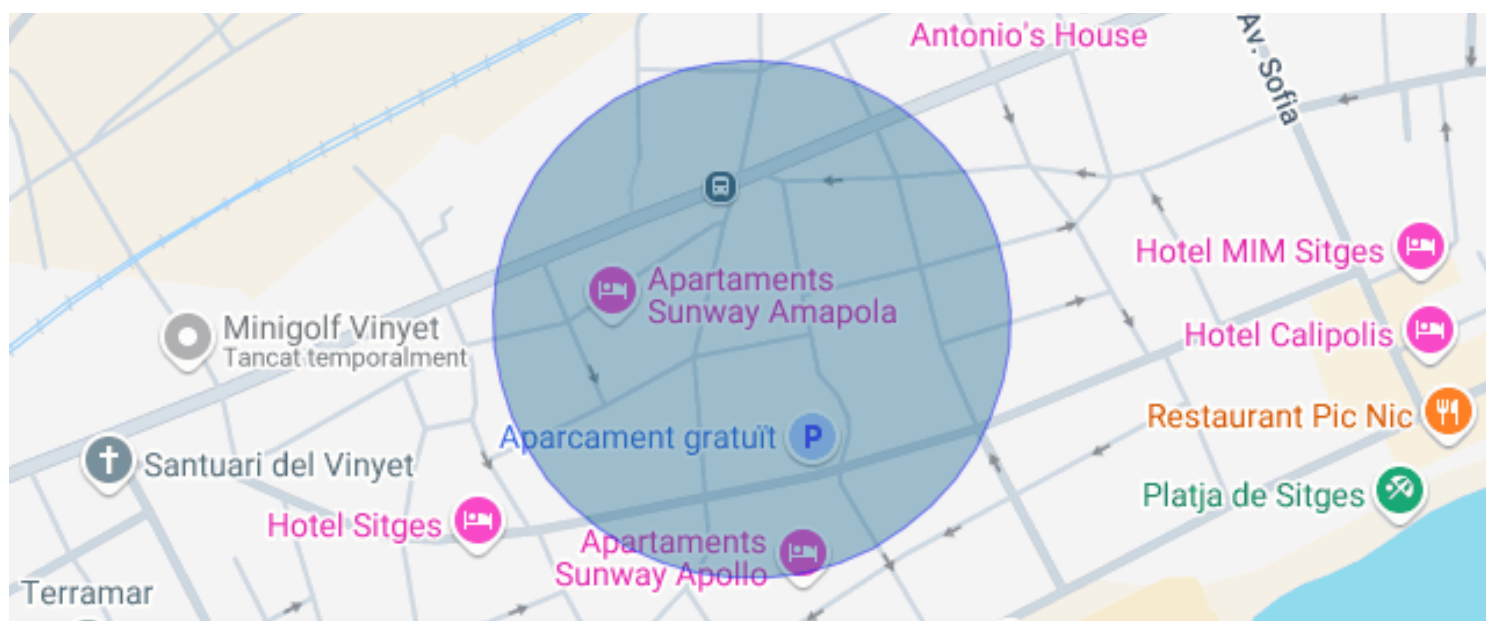 Antonio's House
Av. Sofia
Hotel MIM Sitges
Apartaments
Sunway Amapola
Minigolf Vinyet
Tancat temporalment
Hotel Calipolis
Restaurant Pic Nic
Aparcament gratuït
P
Santuari del Vinyet
Platja de Sitges
Hotel Sitges
Apartaments
Sunway Apollo
Terramar